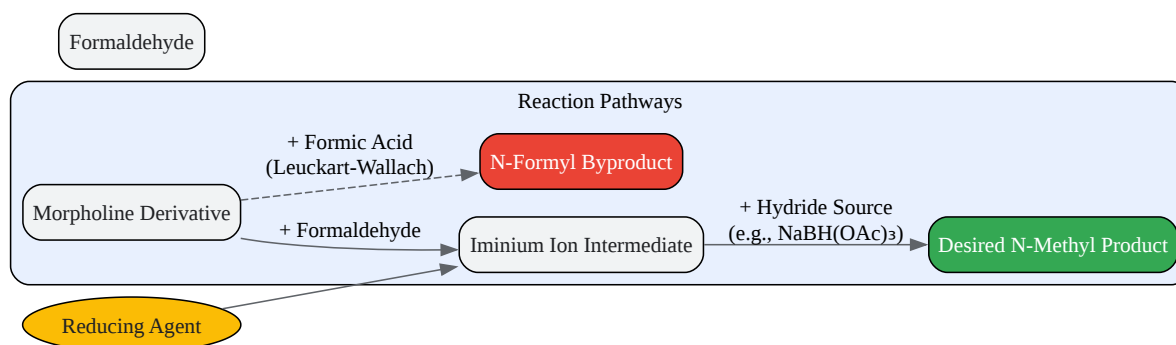 Formaldehyde
Reaction Pathways
+ Formic Acid
(Leuckart-Wallach)
N-Formyl Byproduct
Morpholine Derivative
+ Formaldehyde
Iminium Ion Intermediate
+ Hydride Source
(e.g., NaBH(OAc)₃)
Desired N-Methyl Product
Reducing Agent